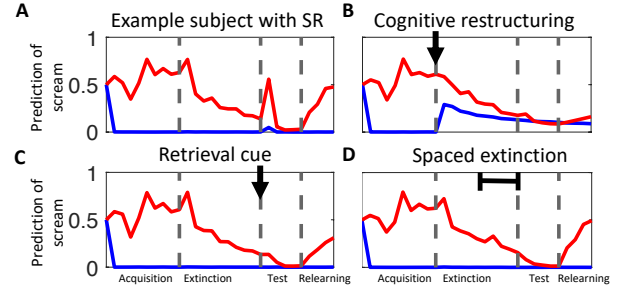 A Example subject with SR
B Cognitive restructuring
Prediction of scream
1
0.5
0
C Retrieval cue
D Spaced extinction
Prediction of scream
1
0.5
0
Acquisition Extinction Test Relearning
Acquisition Extinction Test Relearning